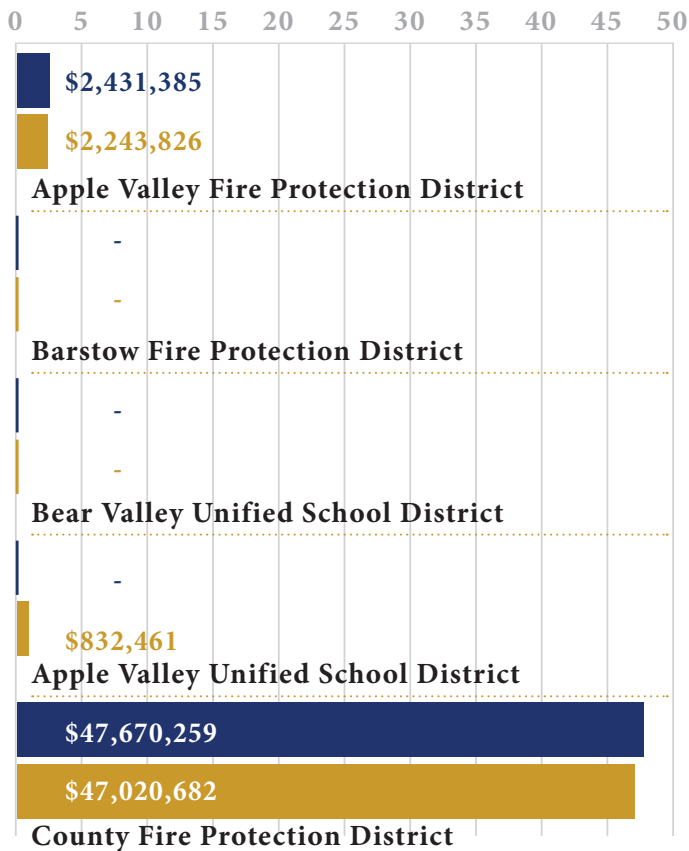 0 5 10 15 20 25 30 35 40 45 50
$2,431,385
$2,243,826
Apple Valley Fire Protection District
-
-
Barstow Fire Protection District
-
-
Bear Valley Unified School District
-
$832,461
Apple Valley Unified School District
$47,670,259
$47,020,682
County Fire Protection District